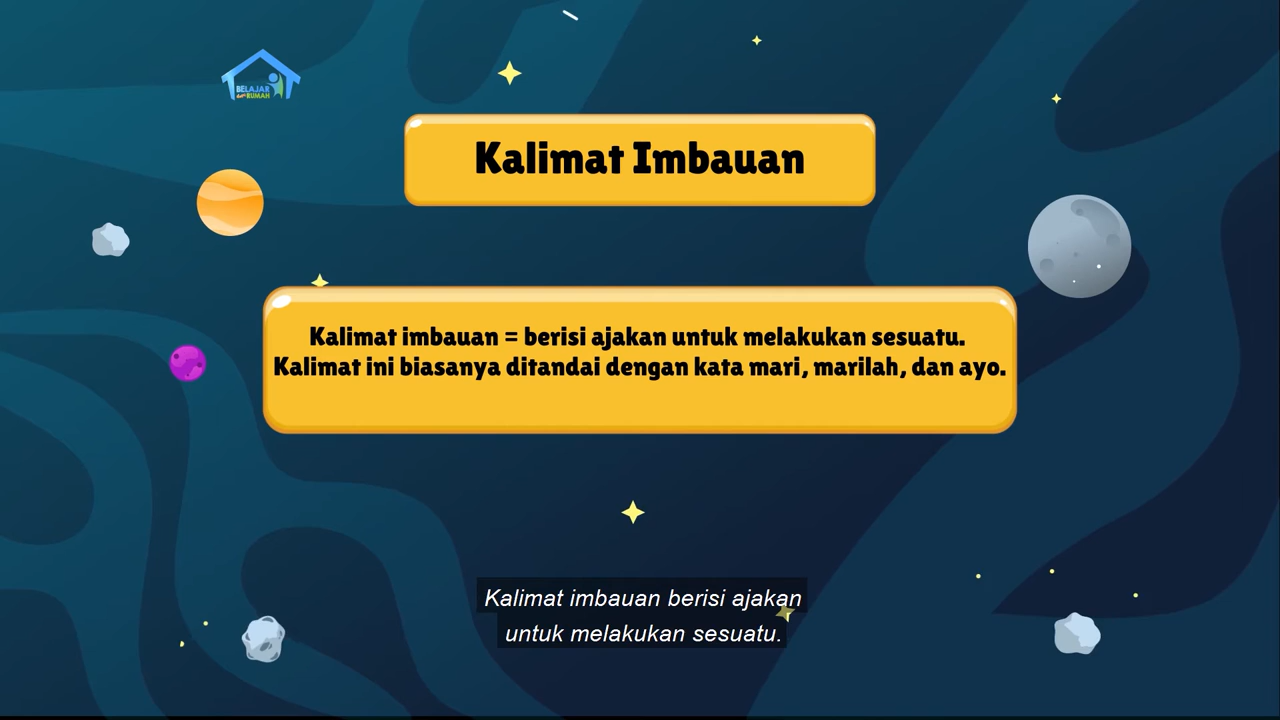 BELAJAR
dari RUMAH
Kalimat Imbauan
Kalimat imbauan = berisi ajakan untuk melakukan sesuatu.
Kalimat ini biasanya ditandai dengan kata mari, marilah, dan ayo.
Kalimat imbauan berisi ajakan
untuk melakukan sesuatu.